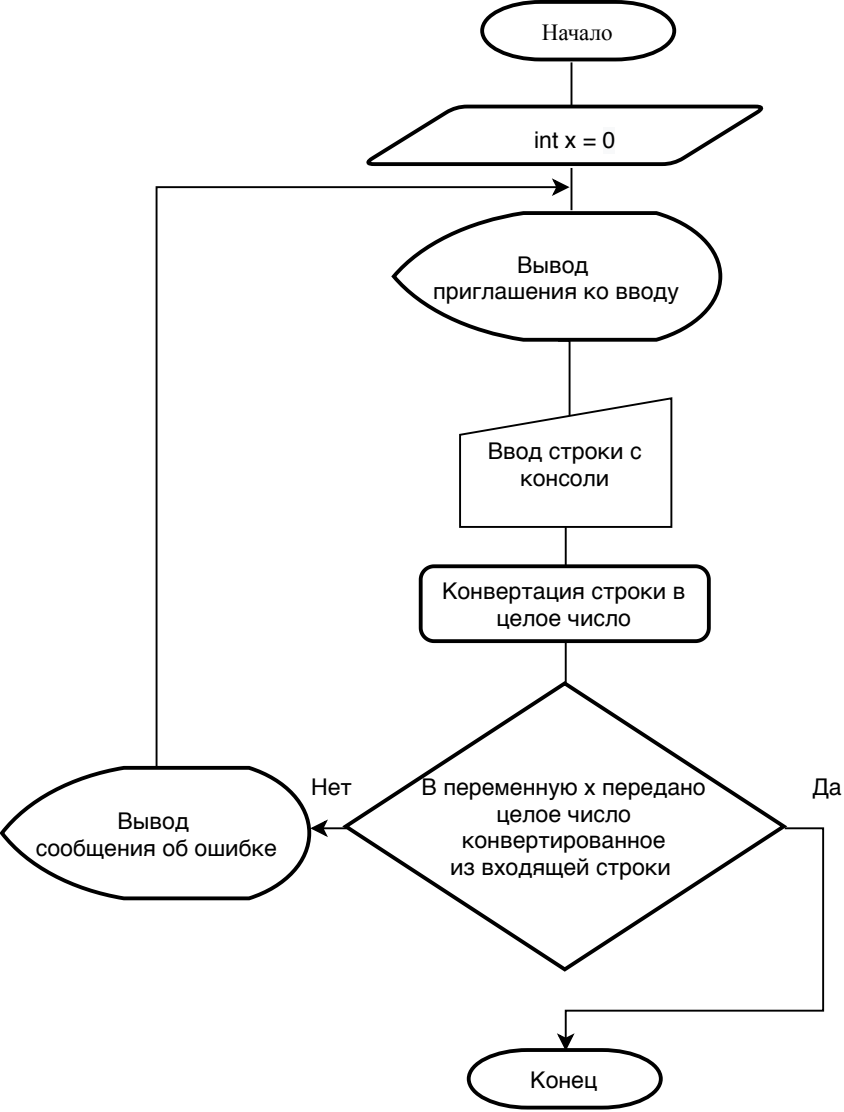 Начало
int x = 0
Вывод
приглашения ко вводу
Ввод строки с
консоли
Конвертация строки в
целое число
В переменную x передано
целое число
конвертированное
из входящей строки
Нет
Да
Вывод
сообщения об ошибке
Конец